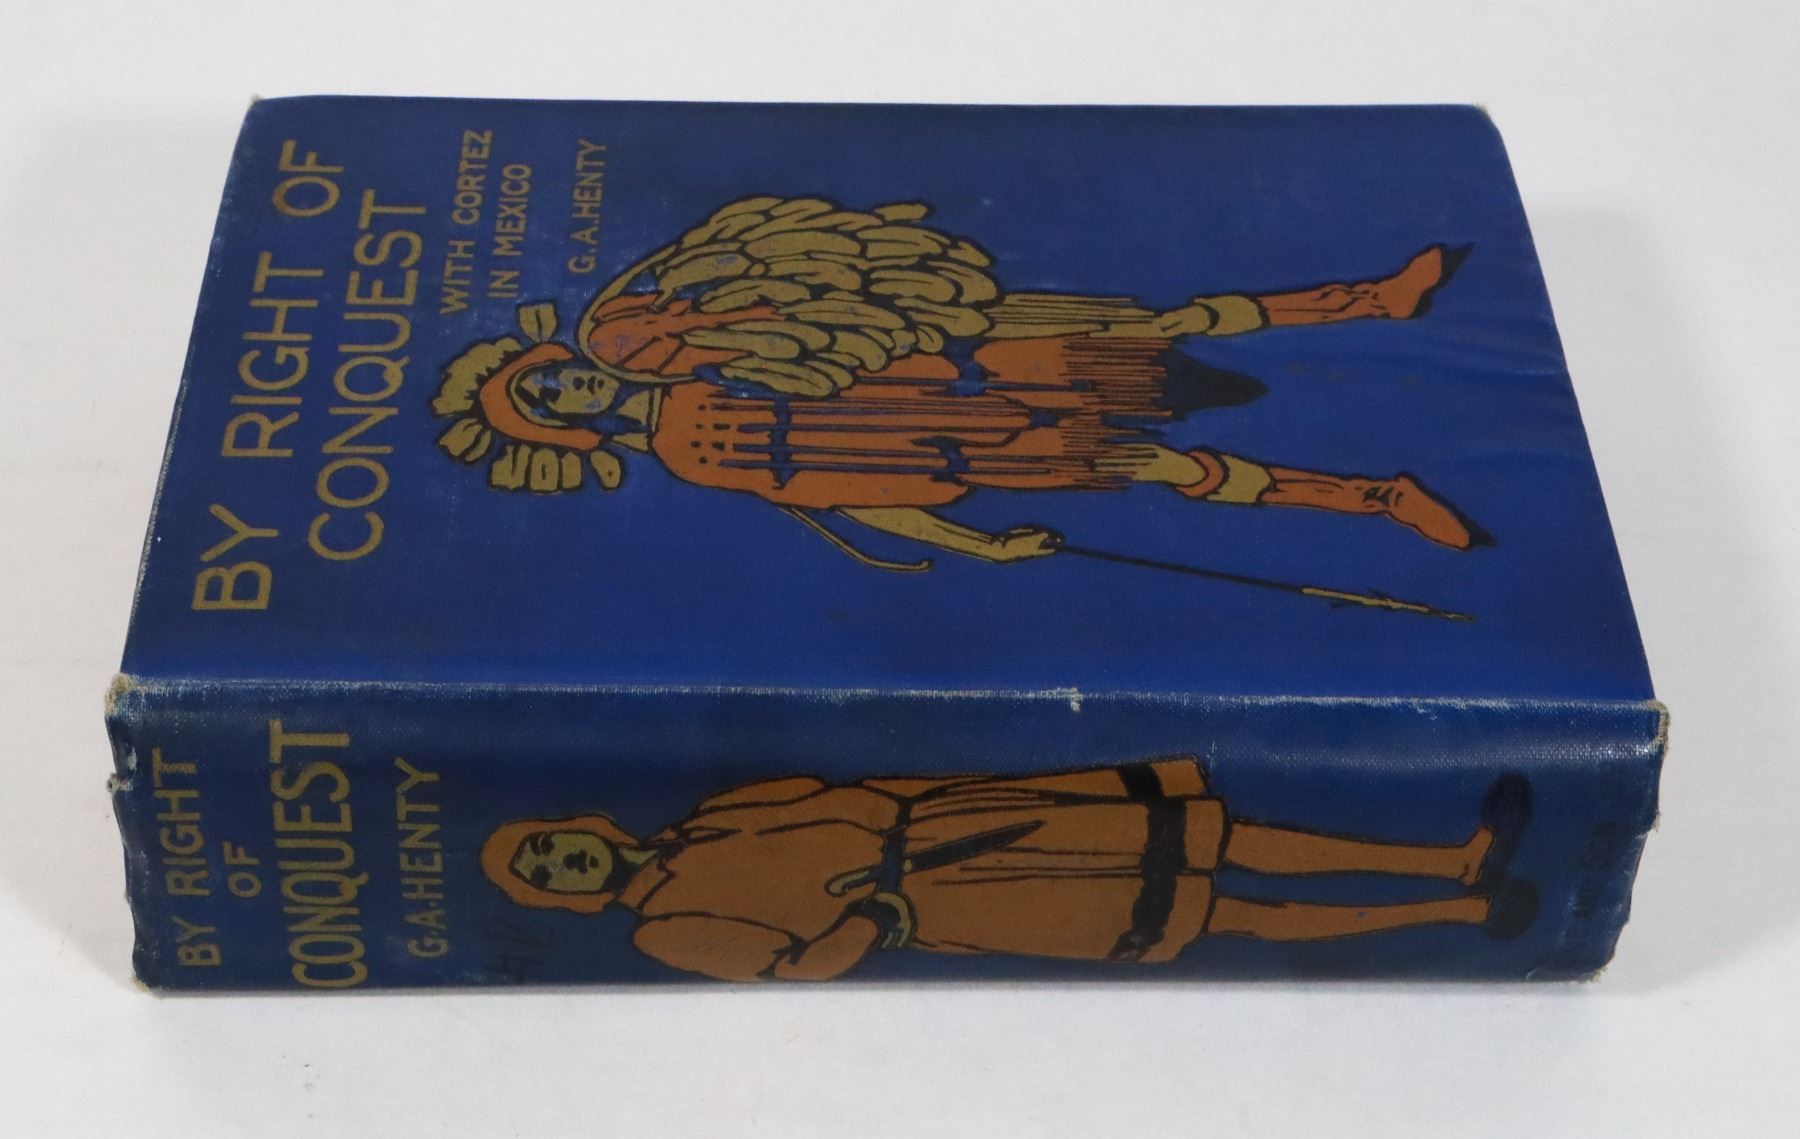 BY RIGHT OF
CONQUEST
WITH CORTEZ
IN MEXICO
G.A.HENTY
BY RIGHT
OF
CONQUEST
G.A.HENTY